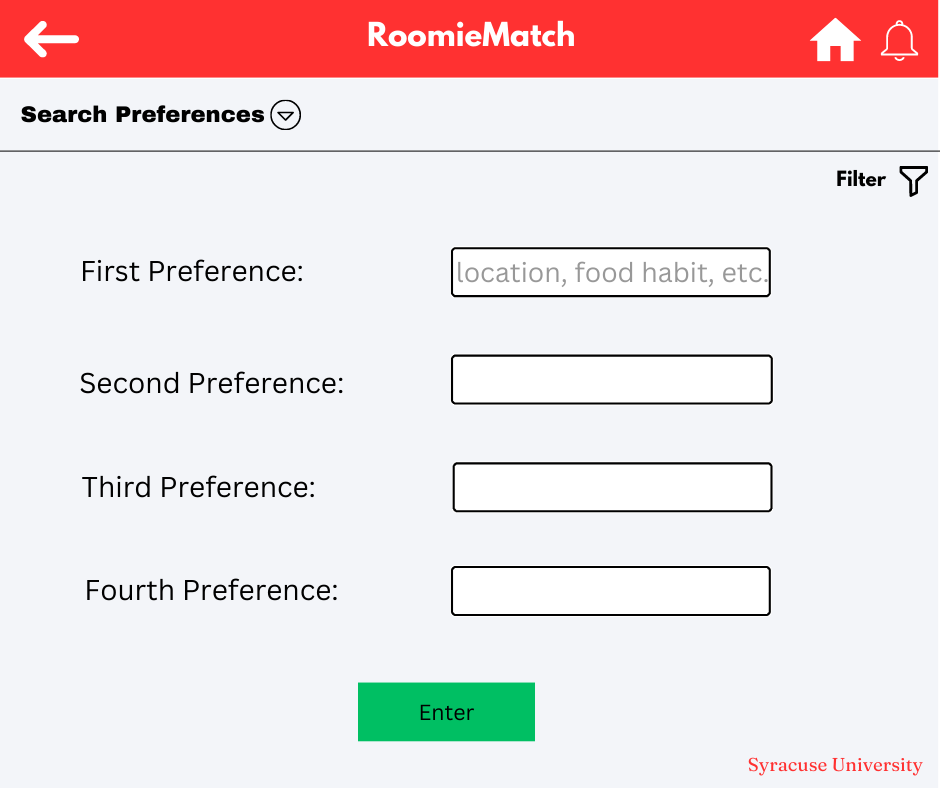 RoomieMatch
Search Preferences
Filter
First Preference:
location, food habit, etc.
Second Preference:
Third Preference:
Fourth Preference:
Enter
Syracuse University